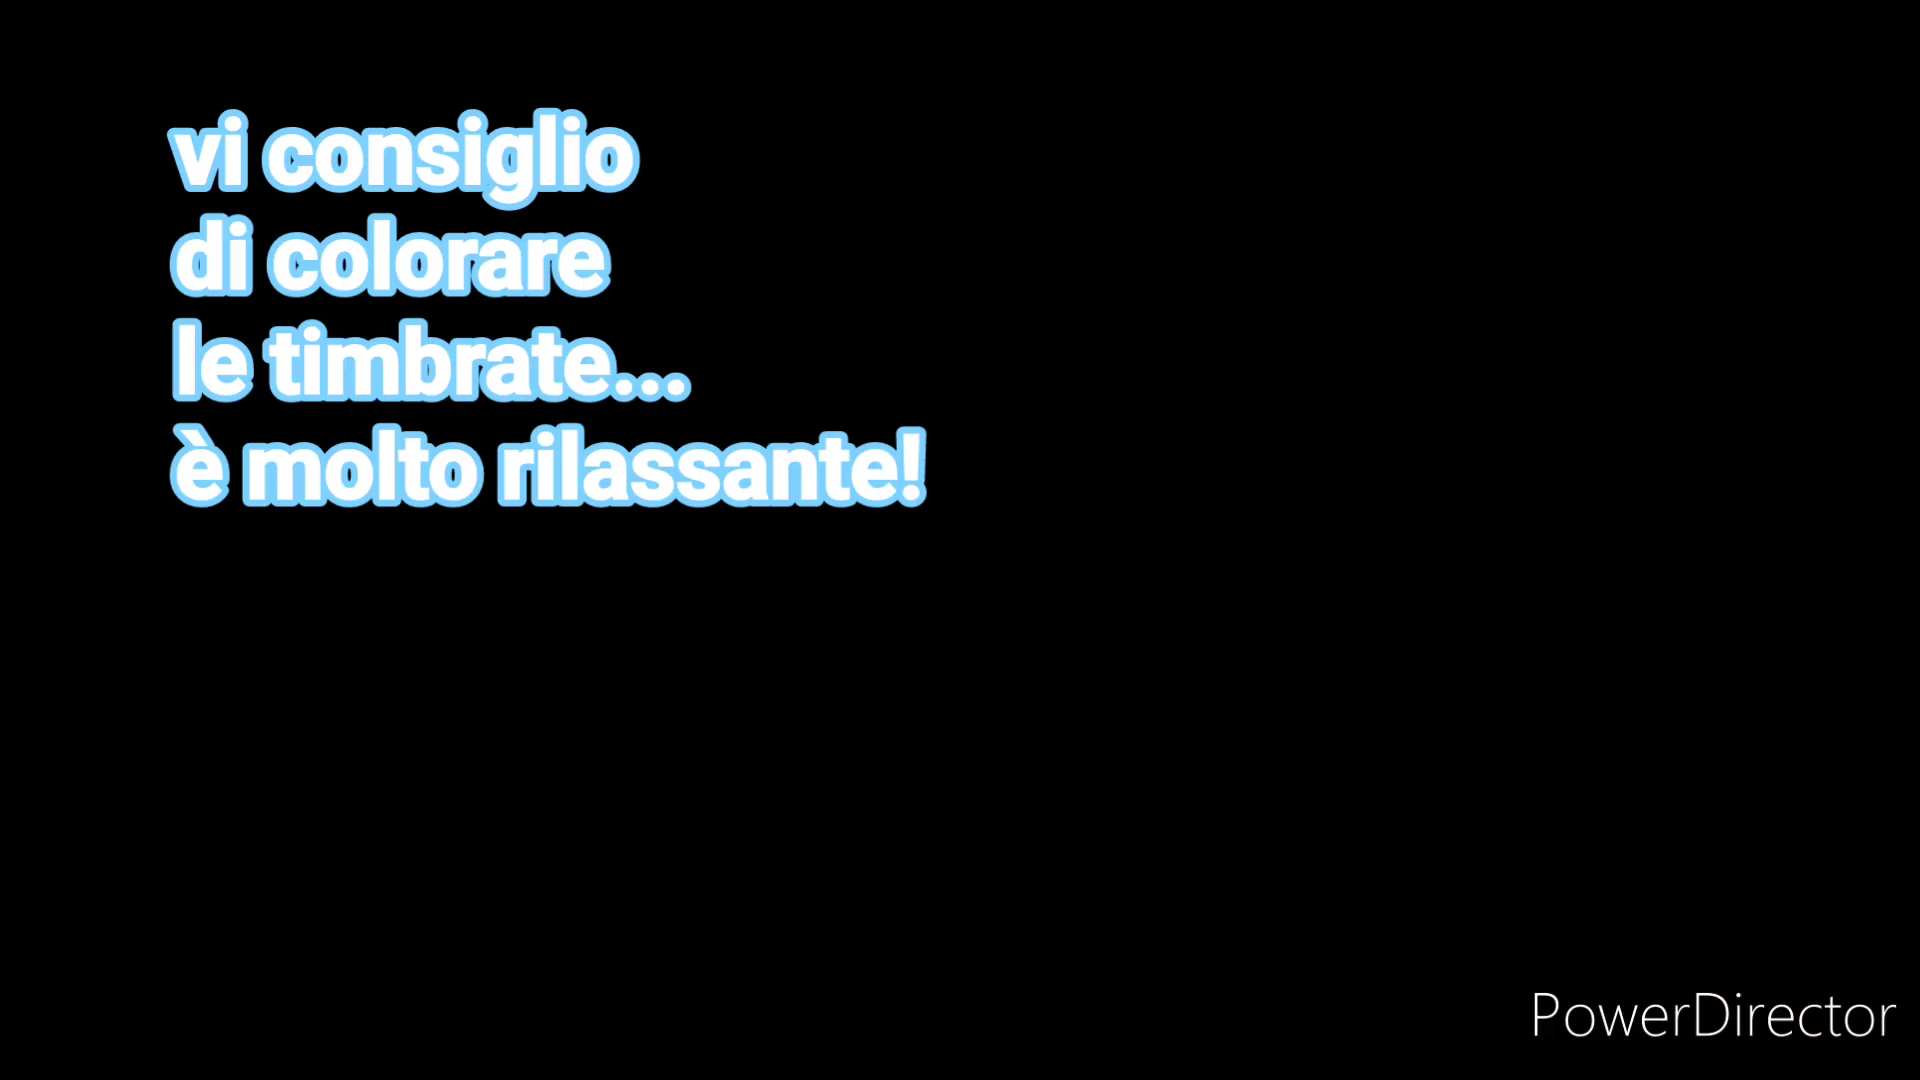 vi consiglio
di colorare
le timbrate...
è molto rilassante!
PowerDirector